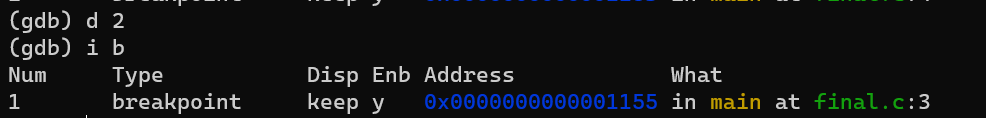 (gdb) d 2
(gdb) i b
Num     Type           Disp Enb Address            What
1       breakpoint     keep y   0x0000000000001155 in main at final.c:3